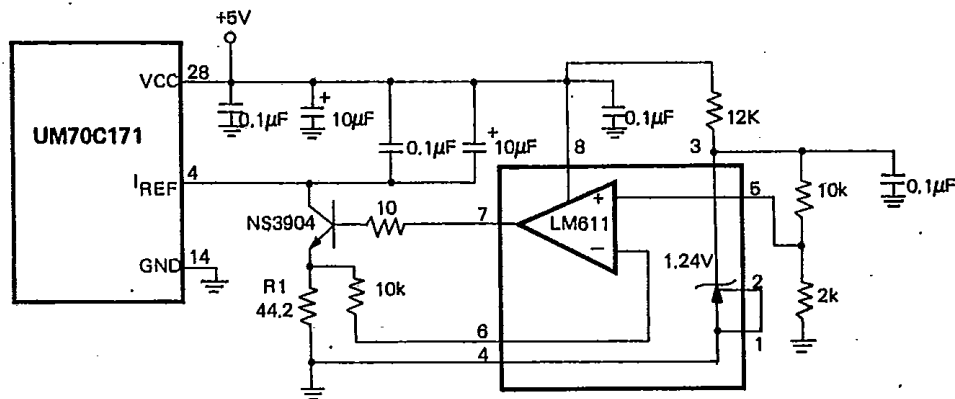 +5V
VCC 28
UM70C171
0.1μF
10μF
0.1μF
10μF
0.1μF
12K
8
3
I_REF 4
NS3904
10
7
LM611
+
−
5
10k
0.1μF
GND 14
1.24V
R1
44.2
10k
2
2k
6
4
1
+
+